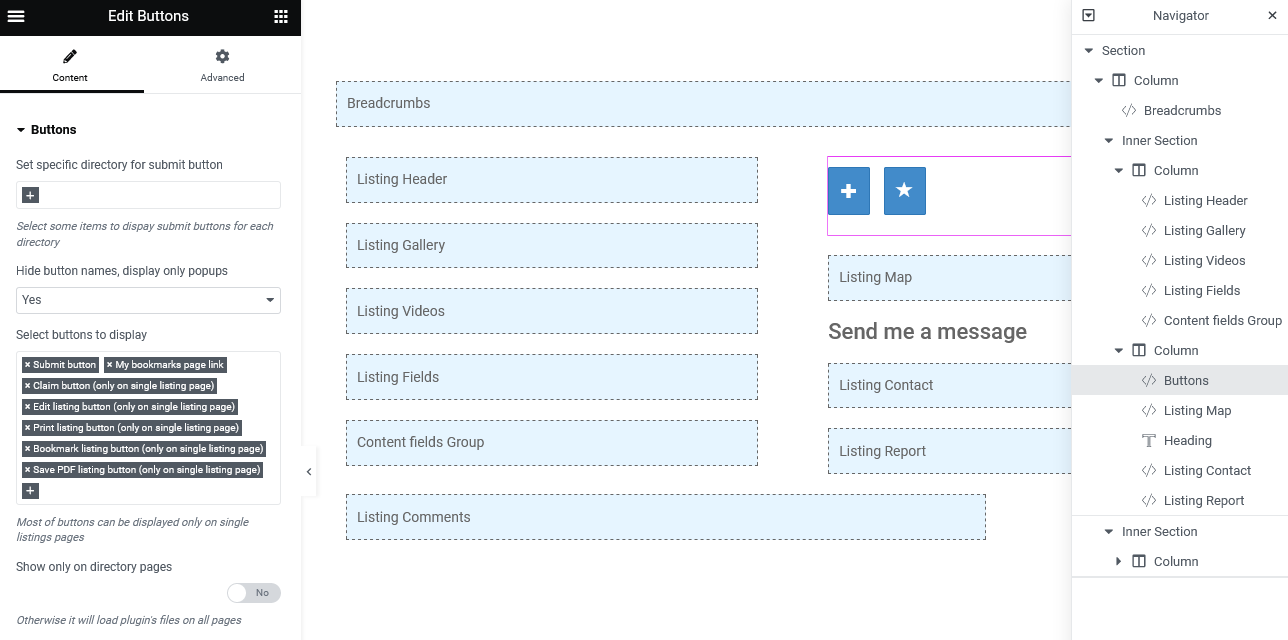 Edit Buttons
Content
Advanced
Buttons
Set specific directory for submit button
+
Select some items to dispay submit buttons for each
directory
Hide button names, display only popups
Yes
Select buttons to display
× Submit button × My bookmarks page link
× Claim button (only on single listing page)
× Edit listing button (only on single listing page)
× Print listing button (only on single listing page)
× Bookmark listing button (only on single listing page)
× Save PDF listing button (only on single listing page)
+
Most of buttons can be displayed only on single
listings pages
Show only on directory pages
No
Otherwise it will load plugin's files on all pages
Breadcrumbs
Listing Header
Listing Gallery
Listing Videos
Listing Fields
Content fields Group
Listing Map
Send me a message
Listing Contact
Listing Report
Listing Comments
Navigator
Section
Column
Breadcrumbs
Inner Section
Column
Listing Header
Listing Gallery
Listing Videos
Listing Fields
Content fields Group
Column
Buttons
Listing Map
Heading
Listing Contact
Listing Report
Inner Section
Column